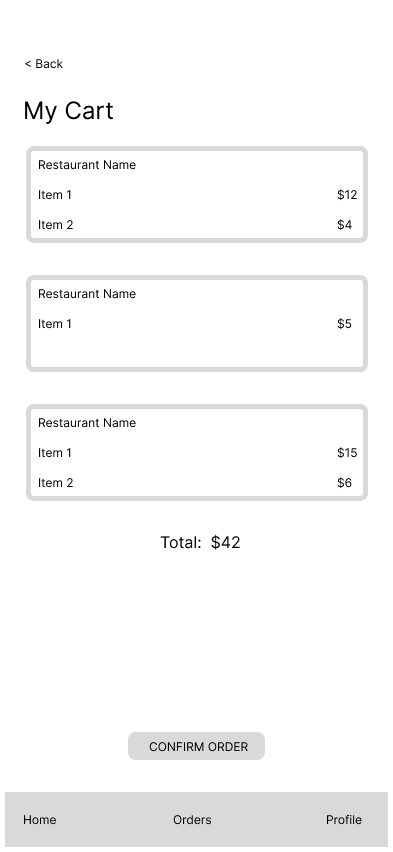 < Back
My Cart
Restaurant Name
Item 1 $12
Item 2 $4
Restaurant Name
Item 1 $5
Restaurant Name
Item 1 $15
Item 2 $6
Total: $42
CONFIRM ORDER
Home Orders Profile